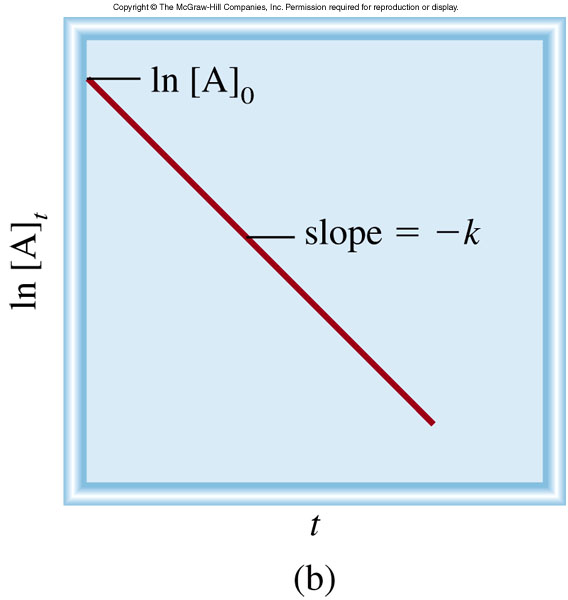 Copyright © The McGraw-Hill Companies, Inc. Permission required for reproduction or display.
ln [A]₀
ln [A]ₜ
slope = −k
t
(b)